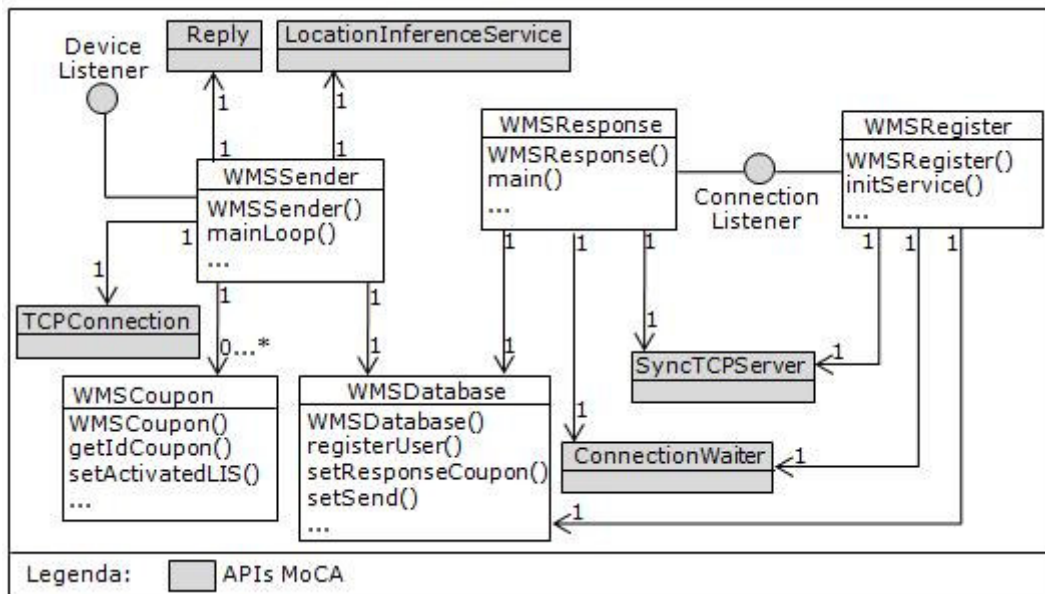 Reply
LocationInferenceService
Device
Listener
1
1
1
1
WMSSender
WMSSender()
mainLoop()
...
WMSResponse
WMSResponse()
main()
...
Connection
Listener
WMSRegister
WMSRegister()
initService()
...
1
1
1
1
1
1
1
1
1
1
TCPConnection
1
0...*
1
1
1
1
SyncTCPServer
WMSCoupon
WMSCoupon()
getIdCoupon()
setActivatedLIS()
...
WMSDatabase
WMSDatabase()
registerUser()
setResponseCoupon()
setSend()
...
1
ConnectionWaiter
1
1
Legenda:
APIs MoCA